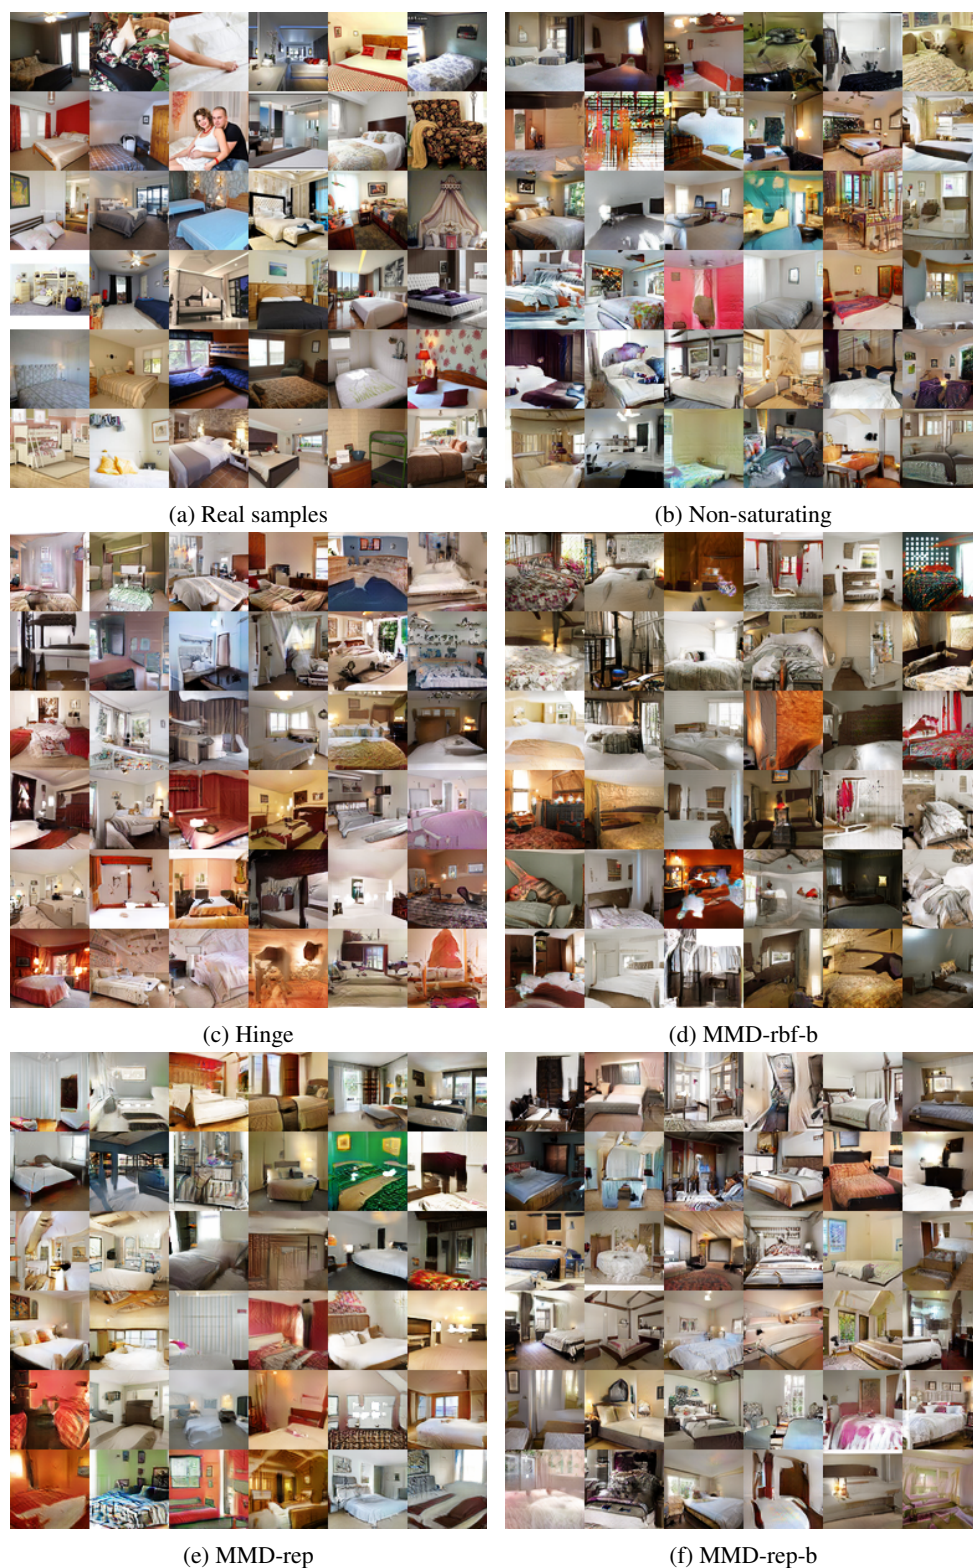 (a) Real samples
(b) Non-saturating
(c) Hinge
(d) MMD-rbf-b
(e) MMD-rep
(f) MMD-rep-b